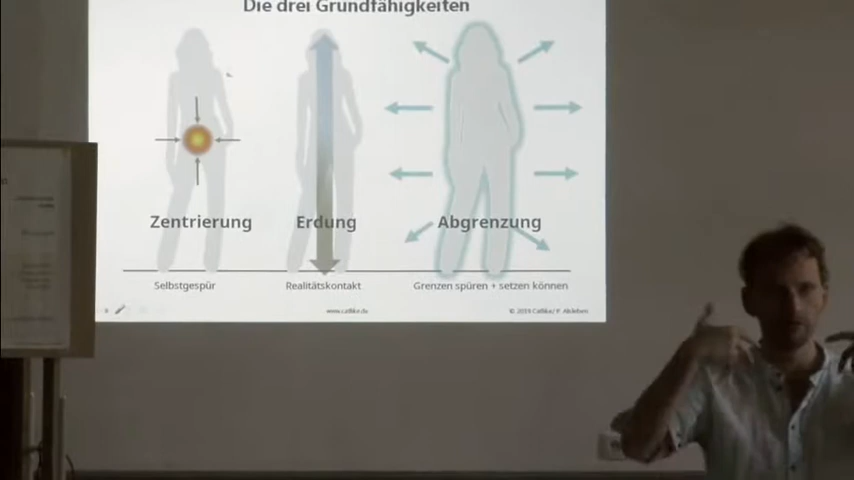 Die drei Grundfähigkeiten
Zentrierung Erdung Abgrenzung
Selbstgespür Realitätskontakt Grenzen spüren + setzen können